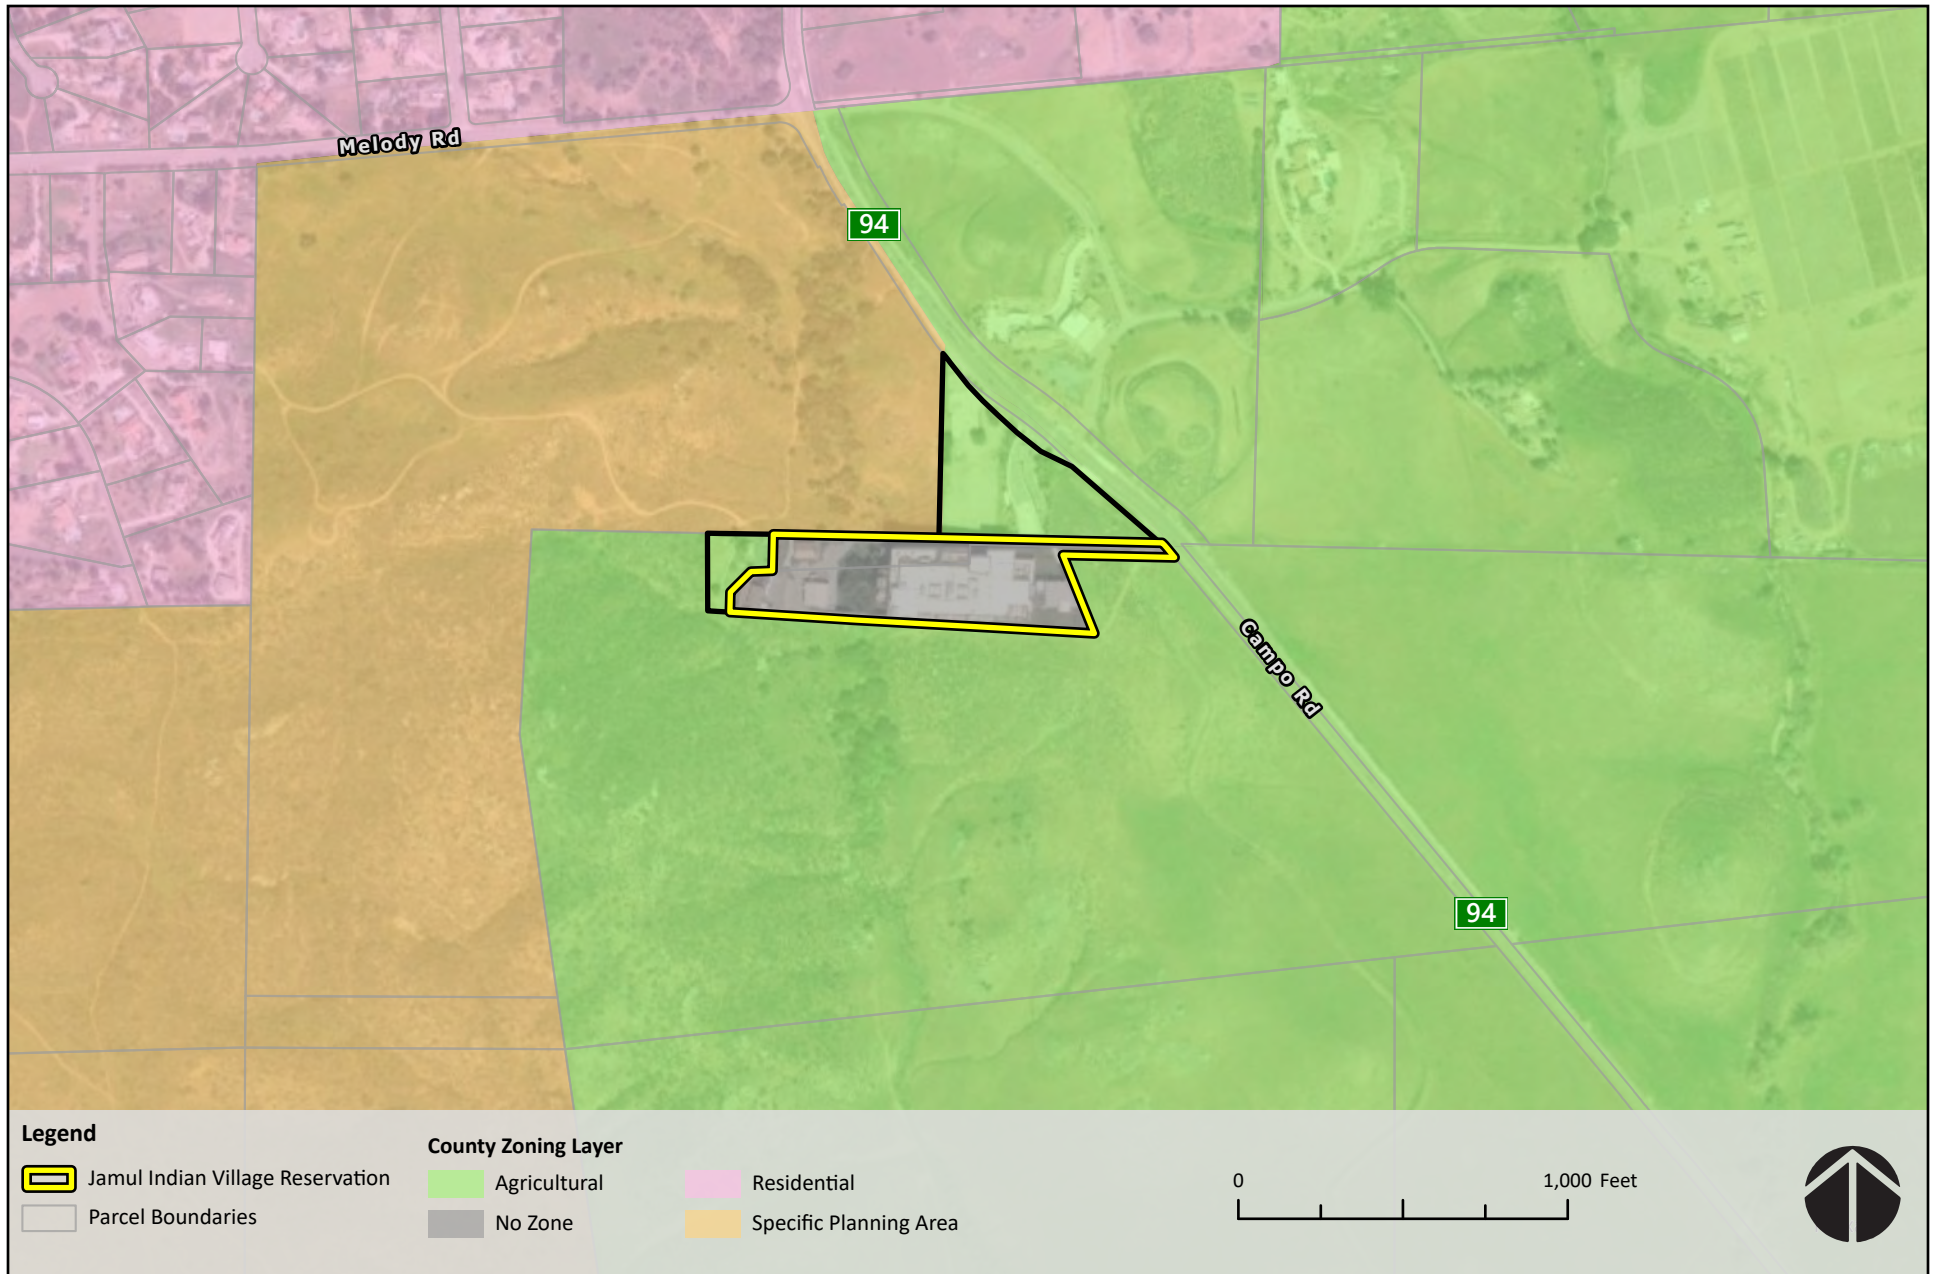 Melody Rd
94
Campo Rd
94
Legend
Jamul Indian Village Reservation
Parcel Boundaries
County Zoning Layer
Agricultural
No Zone
Residential
Specific Planning Area
0 1,000 Feet